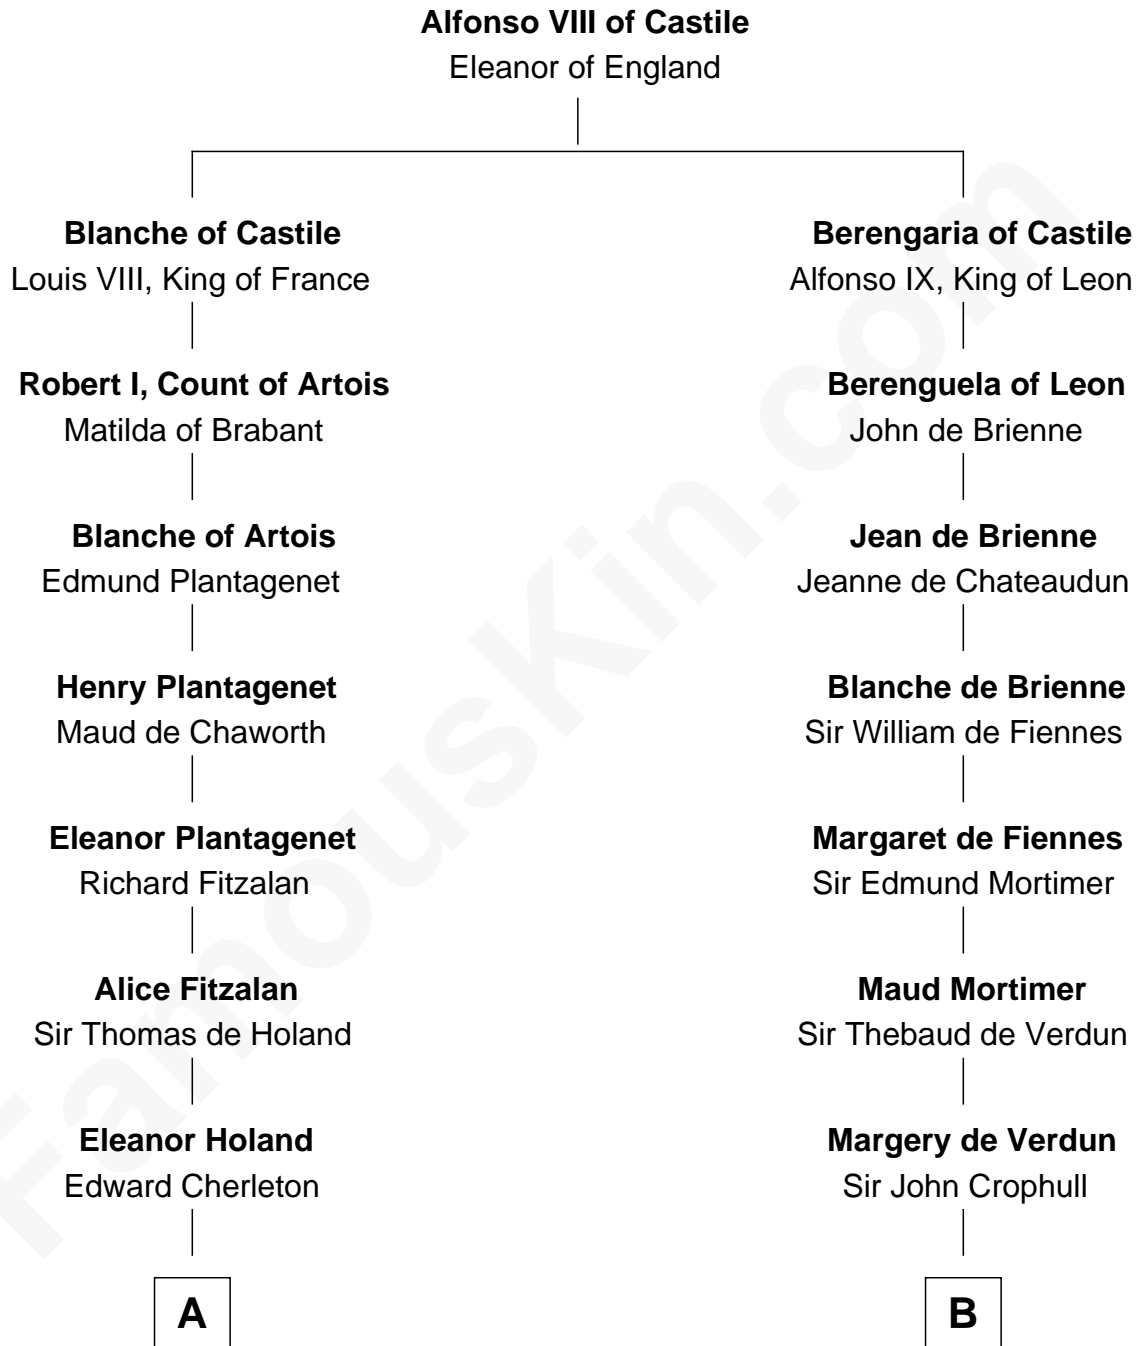 Alfonso VIII of Castile
Eleanor of England
Blanche of Castile
Louis VIII, King of France
Berengaria of Castile
Alfonso IX, King of Leon
Robert I, Count of Artois
Matilda of Brabant
Berenguela of Leon
John de Brienne
Blanche of Artois
Edmund Plantagenet
Jean de Brienne
Jeanne de Chateaudun
Henry Plantagenet
Maud de Chaworth
Blanche de Brienne
Sir William de Fiennes
Eleanor Plantagenet
Richard Fitzalan
Margaret de Fiennes
Sir Edmund Mortimer
Alice Fitzalan
Sir Thomas de Holand
Maud Mortimer
Sir Thebaud de Verdun
Eleanor Holand
Edward Cherleton
Margery de Verdun
Sir John Crophull
A
B
FamousKin.com